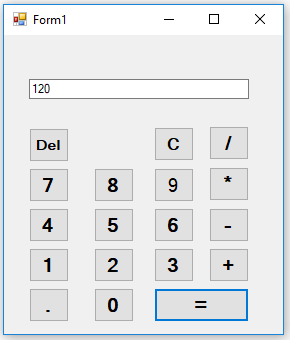 Form1
120
Del C /
7 8 9 *
4 5 6 -
1 2 3 +
. 0 =